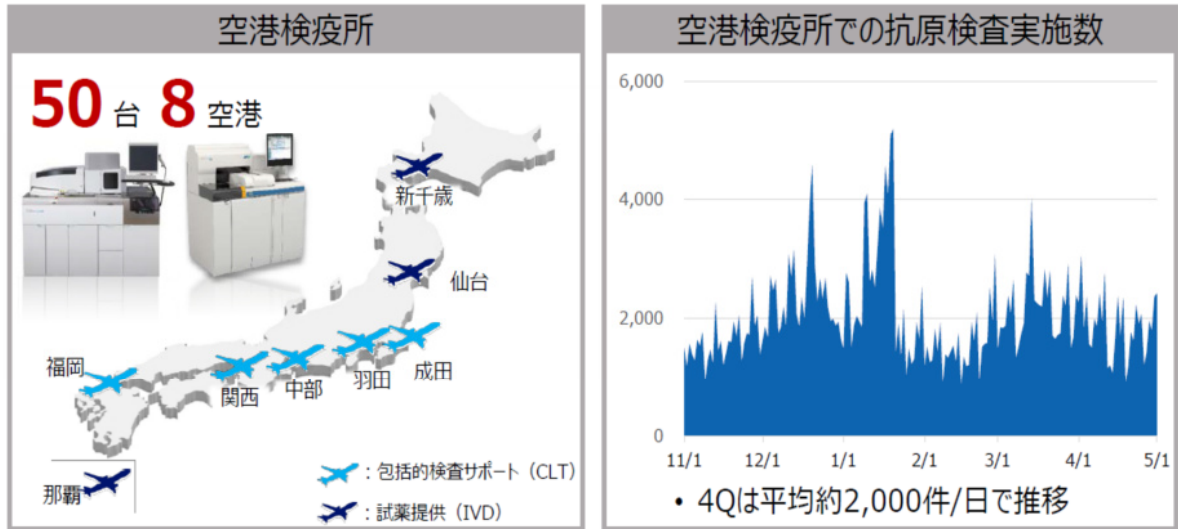 空港検疫所
50 台 8 空港
新千歳
仙台
福岡
関西
中部
羽田
成田
那覇
：包括的検査サポート（CLT）
：試薬提供（IVD）
空港検疫所での抗原検査実施数
6,000
4,000
2,000
0
11/1 12/1 1/1 2/1 3/1 4/1 5/1
• 4Qは平均約2,000件/日で推移